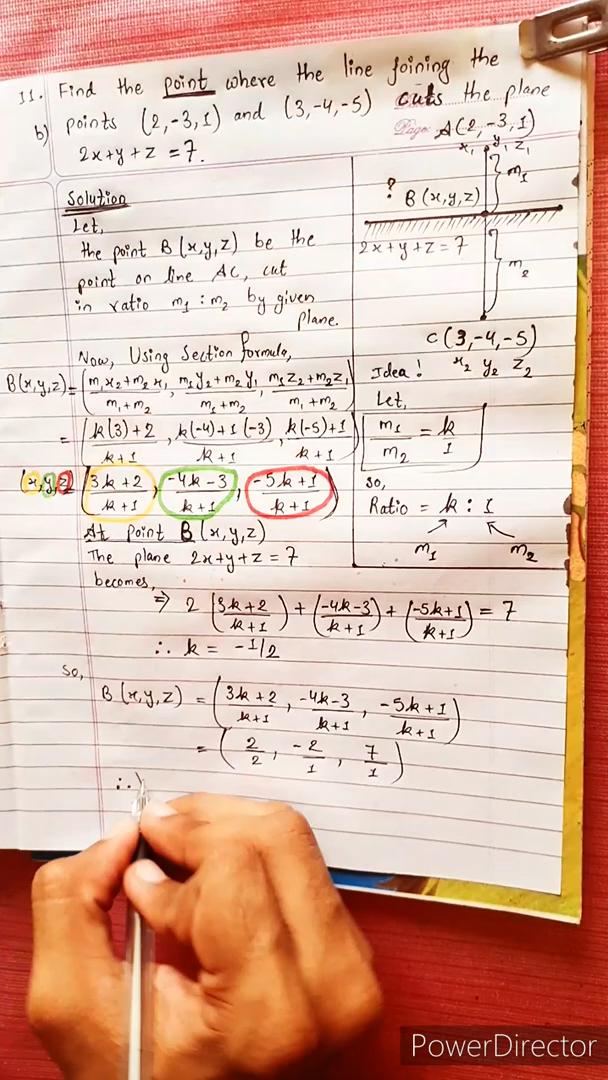 11. Find the point where the line joining the
b) points (2,-3,1) and (3,-4,-5) cuts the plane
2x+y+z =7.
Page:
A(2,-3,1)
x₁ y₁ z₁
m₁
? B(x,y,z)
2x+y+z=7
m₂
C(3,-4,-5)
x₂ y₂ z₂
Solution
Let,
the point B(x,y,z) be the
point on line AC, cut
in ratio m₁ : m₂ by given
plane.
Now, Using Section formula,
B(x,y,z) = (m₁x₂+m₂x₁/m₁+m₂, m₁y₂+m₂y₁/m₁+m₂, m₁z₂+m₂z₁/m₁+m₂)
= (k(3)+2/k+1, k(-4)+1(-3)/k+1, k(-5)+1/k+1)
(x,y,z) = (3k+2/k+1, -4k-3/k+1, -5k+1/k+1)
Idea!
Let,
m₁/m₂ = k/1
so,
Ratio = k : 1
m₁ m₂
At point B(x,y,z)
The plane 2x+y+z=7
becomes,
⇒ 2(3k+2/k+1) + (-4k-3/k+1) + (-5k+1/k+1) = 7
∴ k = -1/2
So,
B(x,y,z) = (3k+2/k+1, -4k-3/k+1, -5k+1/k+1)
= (2/2, -2/1, 7/1)
∴
PowerDirector